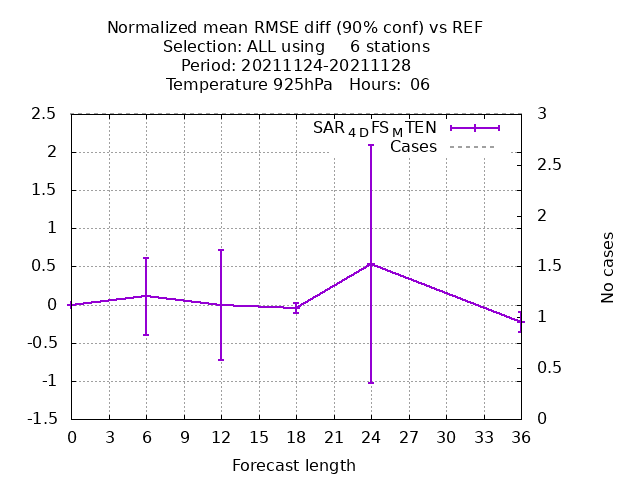 Normalized mean RMSE diff (90% conf) vs REF
Selection: ALL using     6 stations
Period: 20211124-20211128
Temperature 925hPa   Hours:  06
SAR4DFSMTEN
Cases
2.5
2
1.5
1
0.5
0
-0.5
-1
-1.5
3
2.5
2
1.5
1
0.5
0
No cases
0 3 6 9 12 15 18 21 24 27 30 33 36
Forecast length